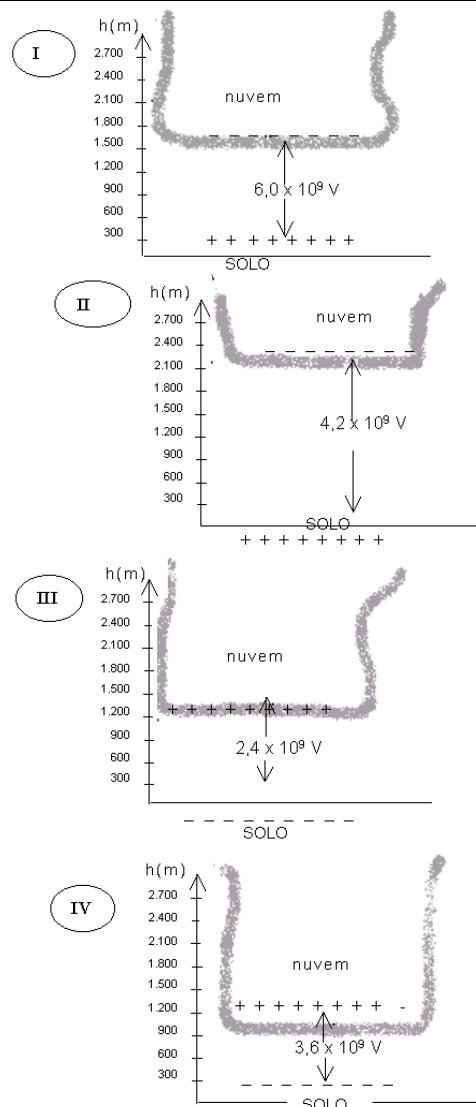 I
h(m)
2.700
2.400
2.100
1.800
1.500
1.200
900
600
300
nuvem
– – – – – – – –
6,0 x 10⁹ V
+ + + + + + + +
SOLO
II
h(m)
2.700
2.400
2.100
1.800
1.500
1.200
900
600
300
nuvem
– – – – – – – –
4,2 x 10⁹ V
SOLO
+ + + + + + + +
III
h(m)
2.700
2.400
2.100
1.800
1.500
1.200
900
600
300
nuvem
+ + + + + + + + +
2,4 x 10⁹ V
– – – – – – – – –
SOLO
IV
h(m)
2.700
2.400
2.100
1.800
1.500
1.200
900
600
300
nuvem
+ + + + + + + + -
3,6 x 10⁹ V
– – – – – – – –
SOLO